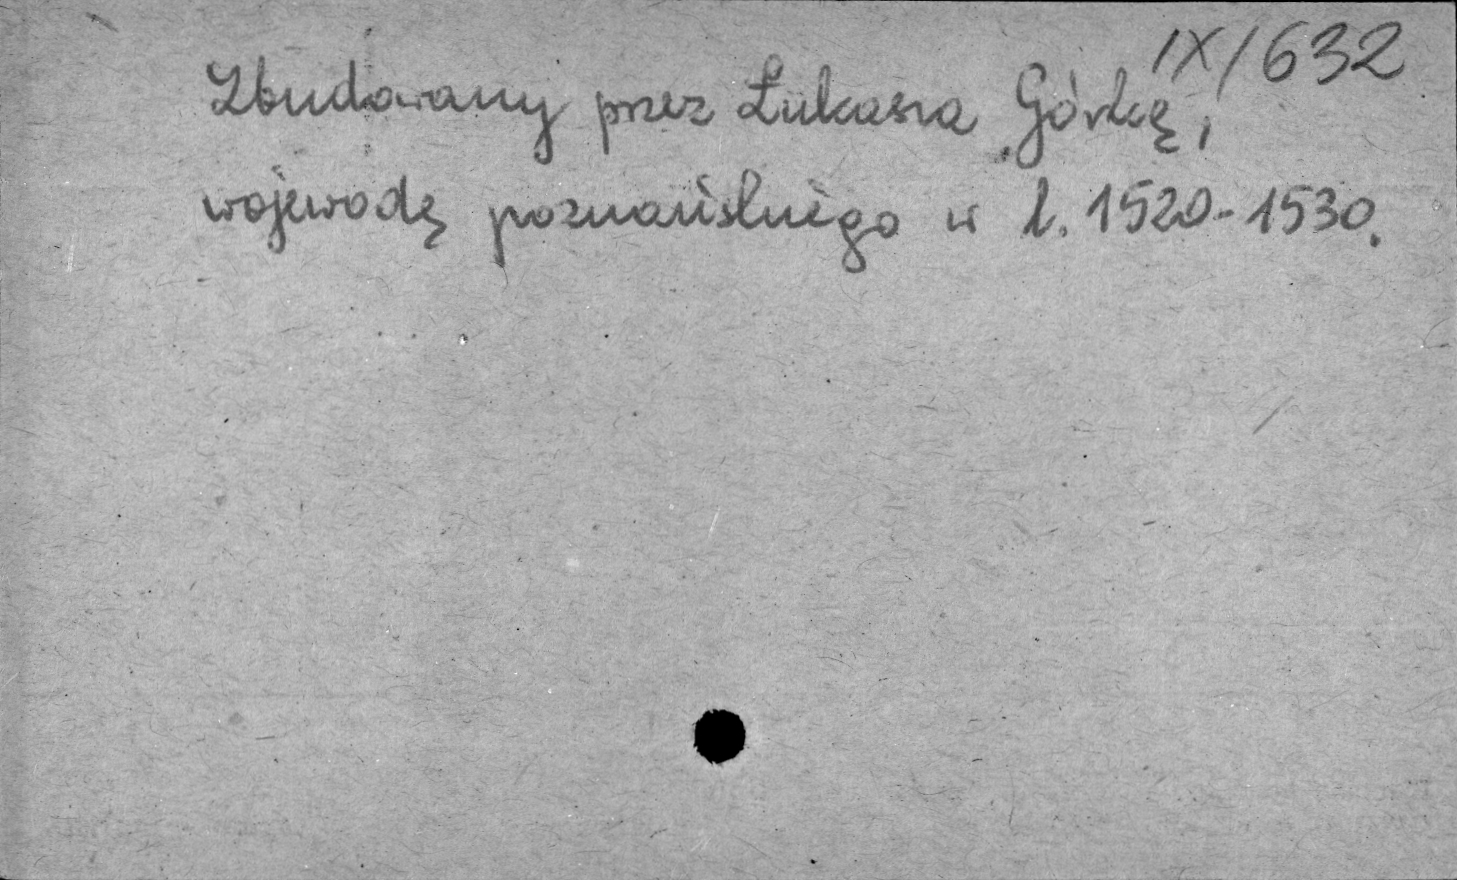 IX/632
Zbudowany przez Łukasza Górkę,
wojewodę poznańskiego w l. 1520-1530.